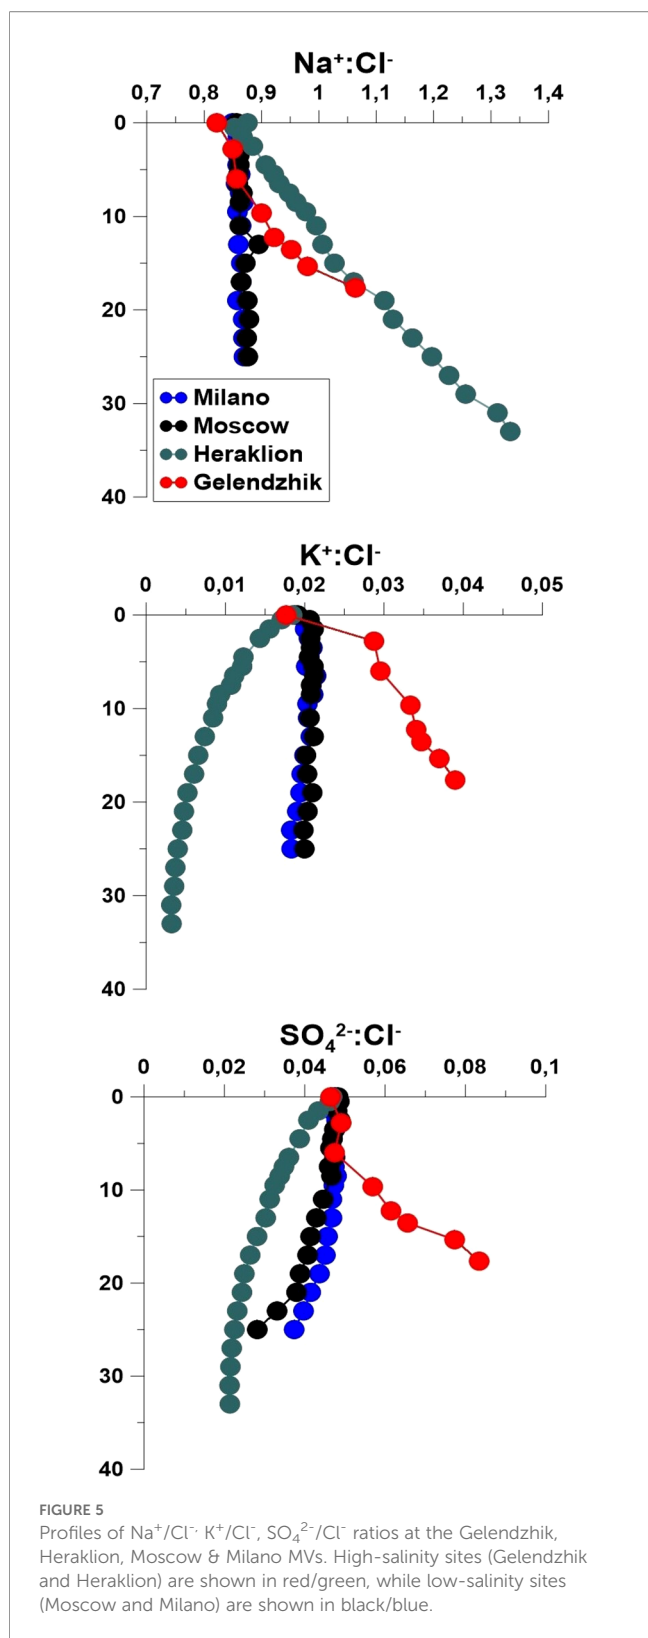 Na⁺:Cl⁻
0,7 0,8 0,9 1 1,1 1,2 1,3 1,4
0
10
20
30
40
Milano
Moscow
Heraklion
Gelendzhik
K⁺:Cl⁻
0 0,01 0,02 0,03 0,04 0,05
0
10
20
30
40
SO₄²⁻:Cl⁻
0 0,02 0,04 0,06 0,08 0,1
0
10
20
30
40
FIGURE 5
Profiles of Na⁺/Cl⁻, K⁺/Cl⁻, SO₄²⁻/Cl⁻ ratios at the Gelendzhik,
Heraklion, Moscow & Milano MVs. High-salinity sites (Gelendzhik
and Heraklion) are shown in red/green, while low-salinity sites
(Moscow and Milano) are shown in black/blue.